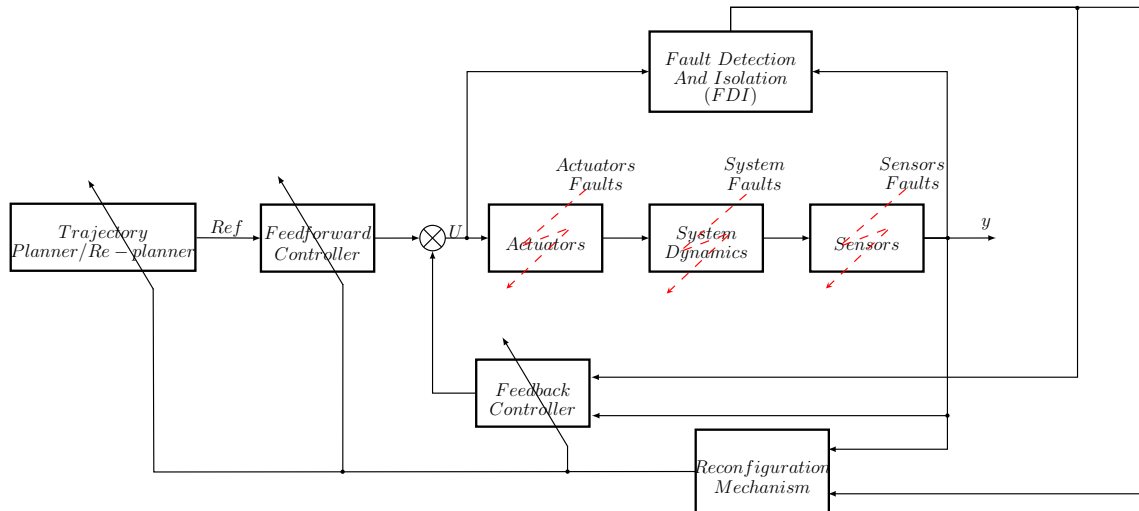 Fault Detection
And Isolation
(FDI)
Actuators
Faults
System
Faults
Sensors
Faults
Trajectory
Planner/Re-planner
Ref
Feedforward
Controller
U
Actuators
System
Dynamics
Sensors
y
Feedback
Controller
Reconfiguration
Mechanism